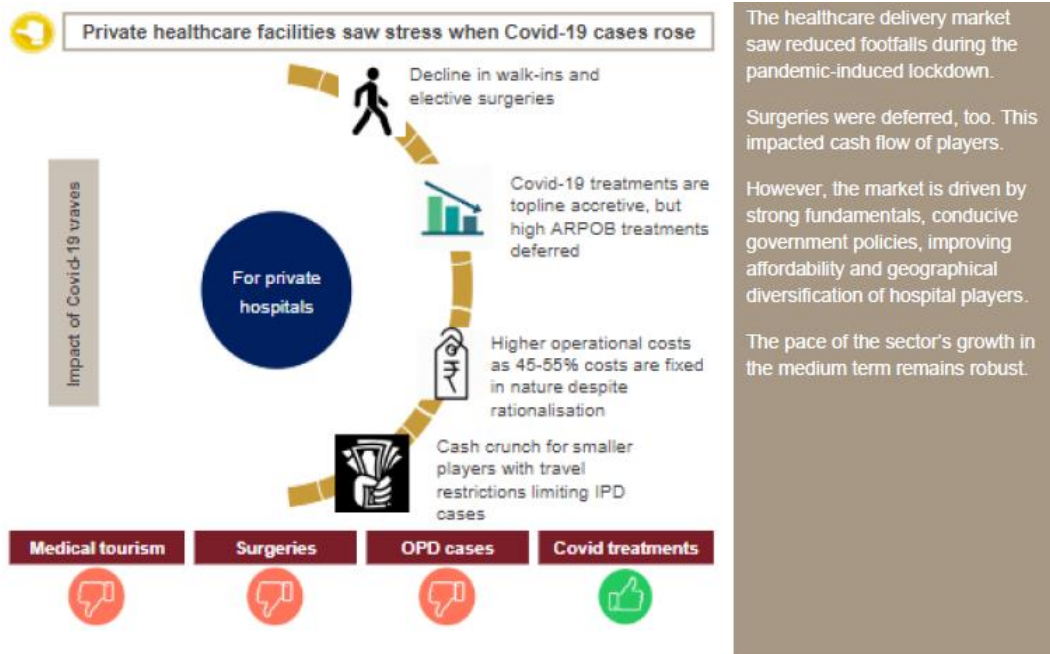 Private healthcare facilities saw stress when Covid-19 cases rose
Impact of Covid-19 waves
For private
hospitals
Decline in walk-ins and
elective surgeries
Covid-19 treatments are
topline accretive, but
high ARPOB treatments
deferred
₹
Higher operational costs
as 45-55% costs are fixed
in nature despite
rationalisation
Cash crunch for smaller
players with travel
restrictions limiting IPD
cases
Medical tourism
Surgeries
OPD cases
Covid treatments
The healthcare delivery market
saw reduced footfalls during the
pandemic-induced lockdown.
Surgeries were deferred, too. This
impacted cash flow of players.
However, the market is driven by
strong fundamentals, conducive
government policies, improving
affordability and geographical
diversification of hospital players.
The pace of the sector's growth in
the medium term remains robust.